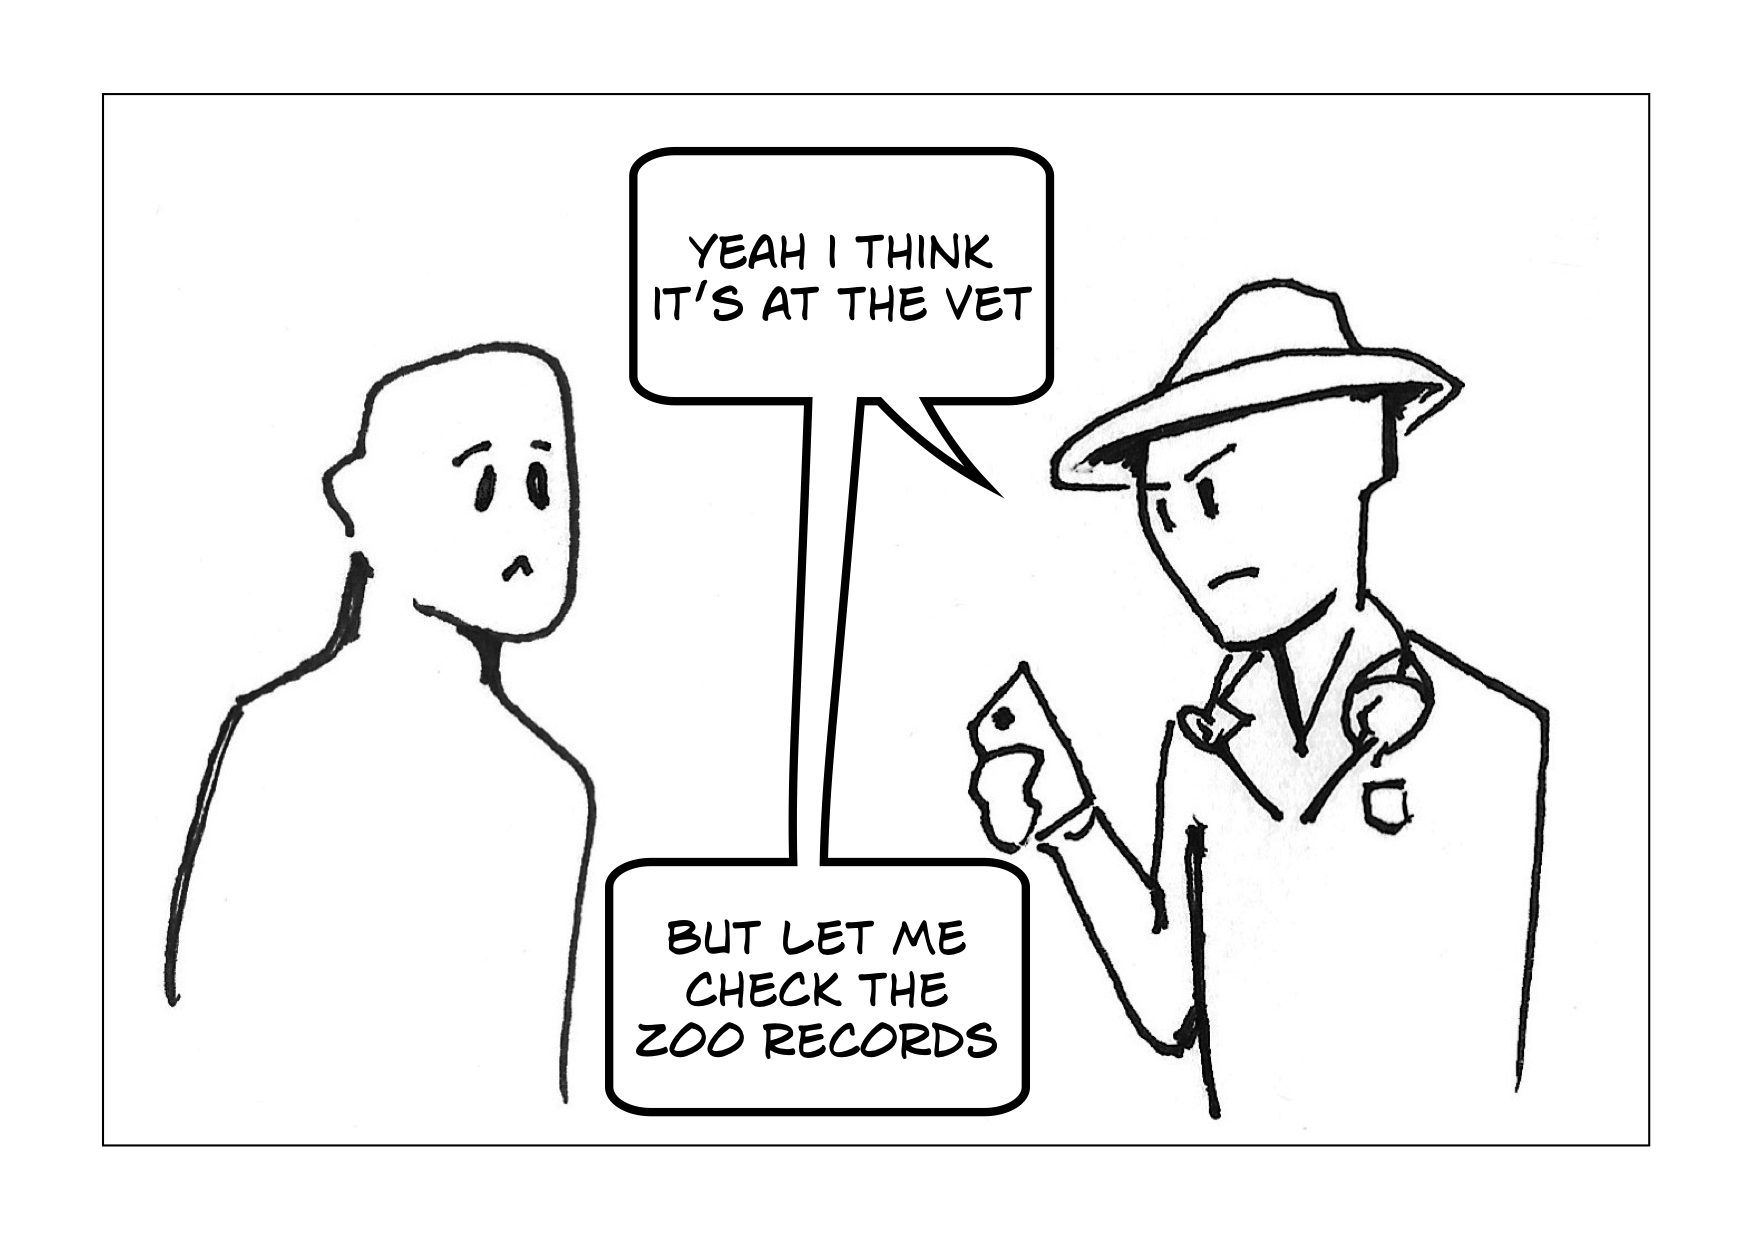 YEAH I THINK
IT'S AT THE VET
BUT LET ME
CHECK THE
ZOO RECORDS